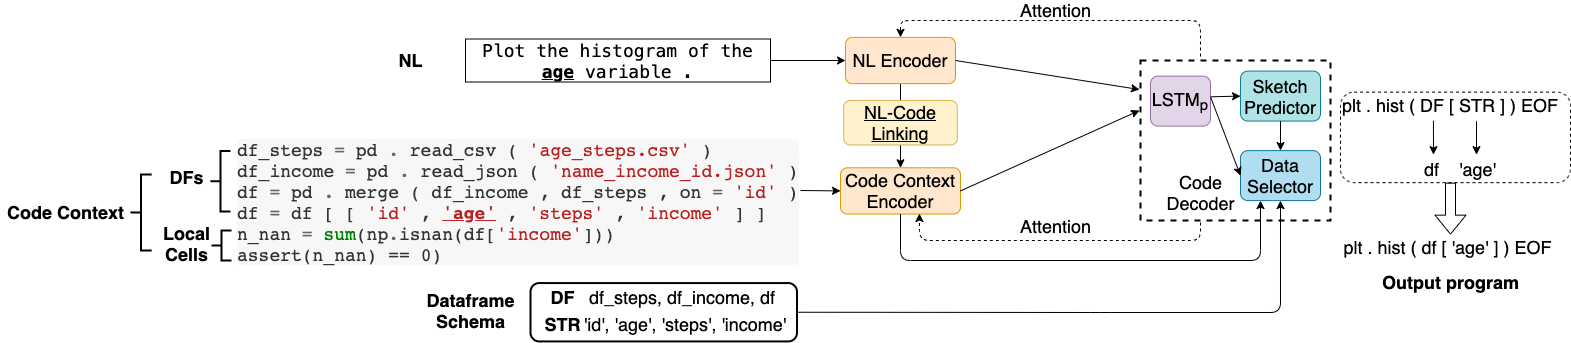 Attention
NL
Plot the histogram of the
age variable .
NL Encoder
NL-Code
Linking
Code Context
Encoder
LSTMp
Sketch
Predictor
Data
Selector
Code
Decoder
Attention
Code Context
DFs
df_steps = pd . read_csv ( 'age_steps.csv' )
df_income = pd . read_json ( 'name_income_id.json' )
df = pd . merge ( df_income , df_steps , on = 'id' )
df = df [ [ 'id' , 'age' , 'steps' , 'income' ] ]
Local
Cells
n_nan = sum(np.isnan(df['income']))
assert(n_nan) == 0)
Dataframe
Schema
DF df_steps, df_income, df
STR 'id', 'age', 'steps', 'income'
plt . hist ( DF [ STR ] ) EOF
df 'age'
plt . hist ( df [ 'age' ] ) EOF
Output program